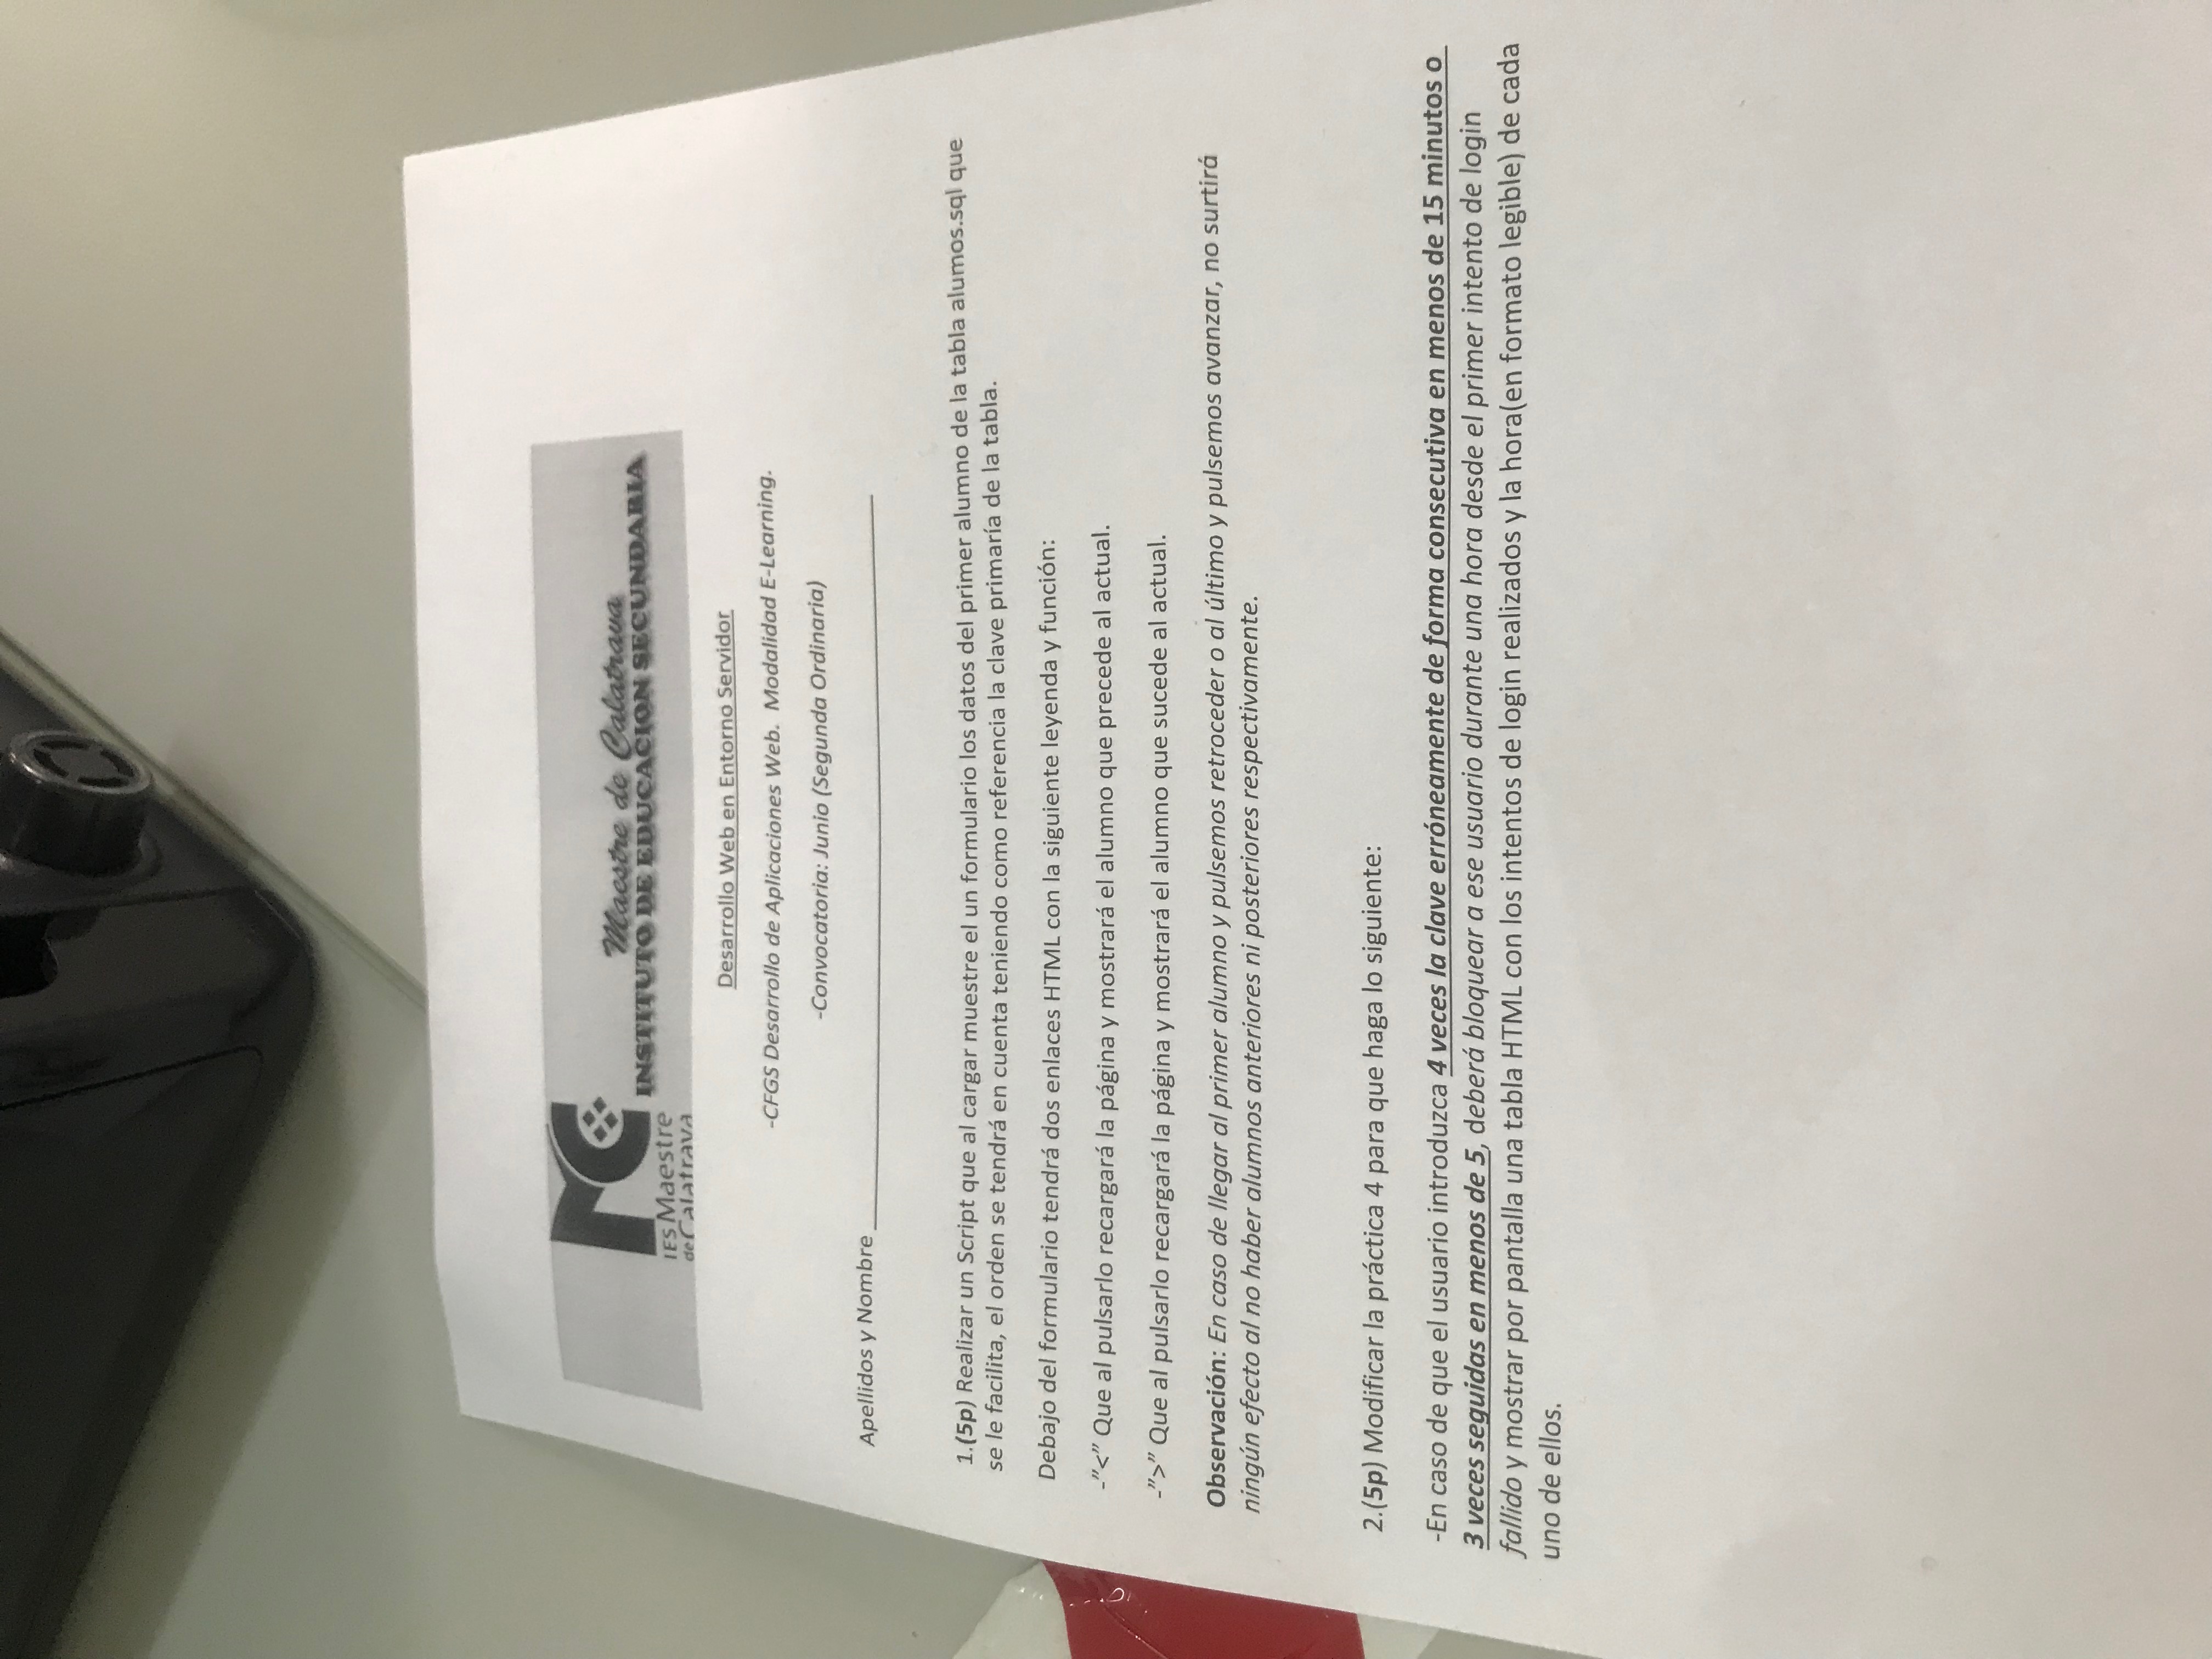 Maestre de Calatrava
INSTITUTO DE EDUCACION SECUNDARIA
IES Maestre
de Calatrava
Desarrollo Web en Entorno Servidor
-CFGS Desarrollo de Aplicaciones Web. Modalidad E-Learning.
-Convocatoria: Junio (Segunda Ordinaria)
Apellidos y Nombre
1.(5p) Realizar un Script que al cargar muestre el un formulario los datos del primer alumno de la tabla alumos.sql que
se le facilita, el orden se tendrá en cuenta teniendo como referencia la clave primaría de la tabla.
Debajo del formulario tendrá dos enlaces HTML con la siguiente leyenda y función:
-"<" Que al pulsarlo recargará la página y mostrará el alumno que precede al actual.
-">" Que al pulsarlo recargará la página y mostrará el alumno que sucede al actual.
Observación: En caso de llegar al primer alumno y pulsemos retroceder o al último y pulsemos avanzar, no surtirá
ningún efecto al no haber alumnos anteriores ni posteriores respectivamente.
2.(5p) Modificar la práctica 4 para que haga lo siguiente:
-En caso de que el usuario introduzca 4 veces la clave erróneamente de forma consecutiva en menos de 15 minutos o
3 veces seguidas en menos de 5, deberá bloquear a ese usuario durante una hora desde el primer intento de login
fallido y mostrar por pantalla una tabla HTML con los intentos de login realizados y la hora(en formato legible) de cada
uno de ellos.